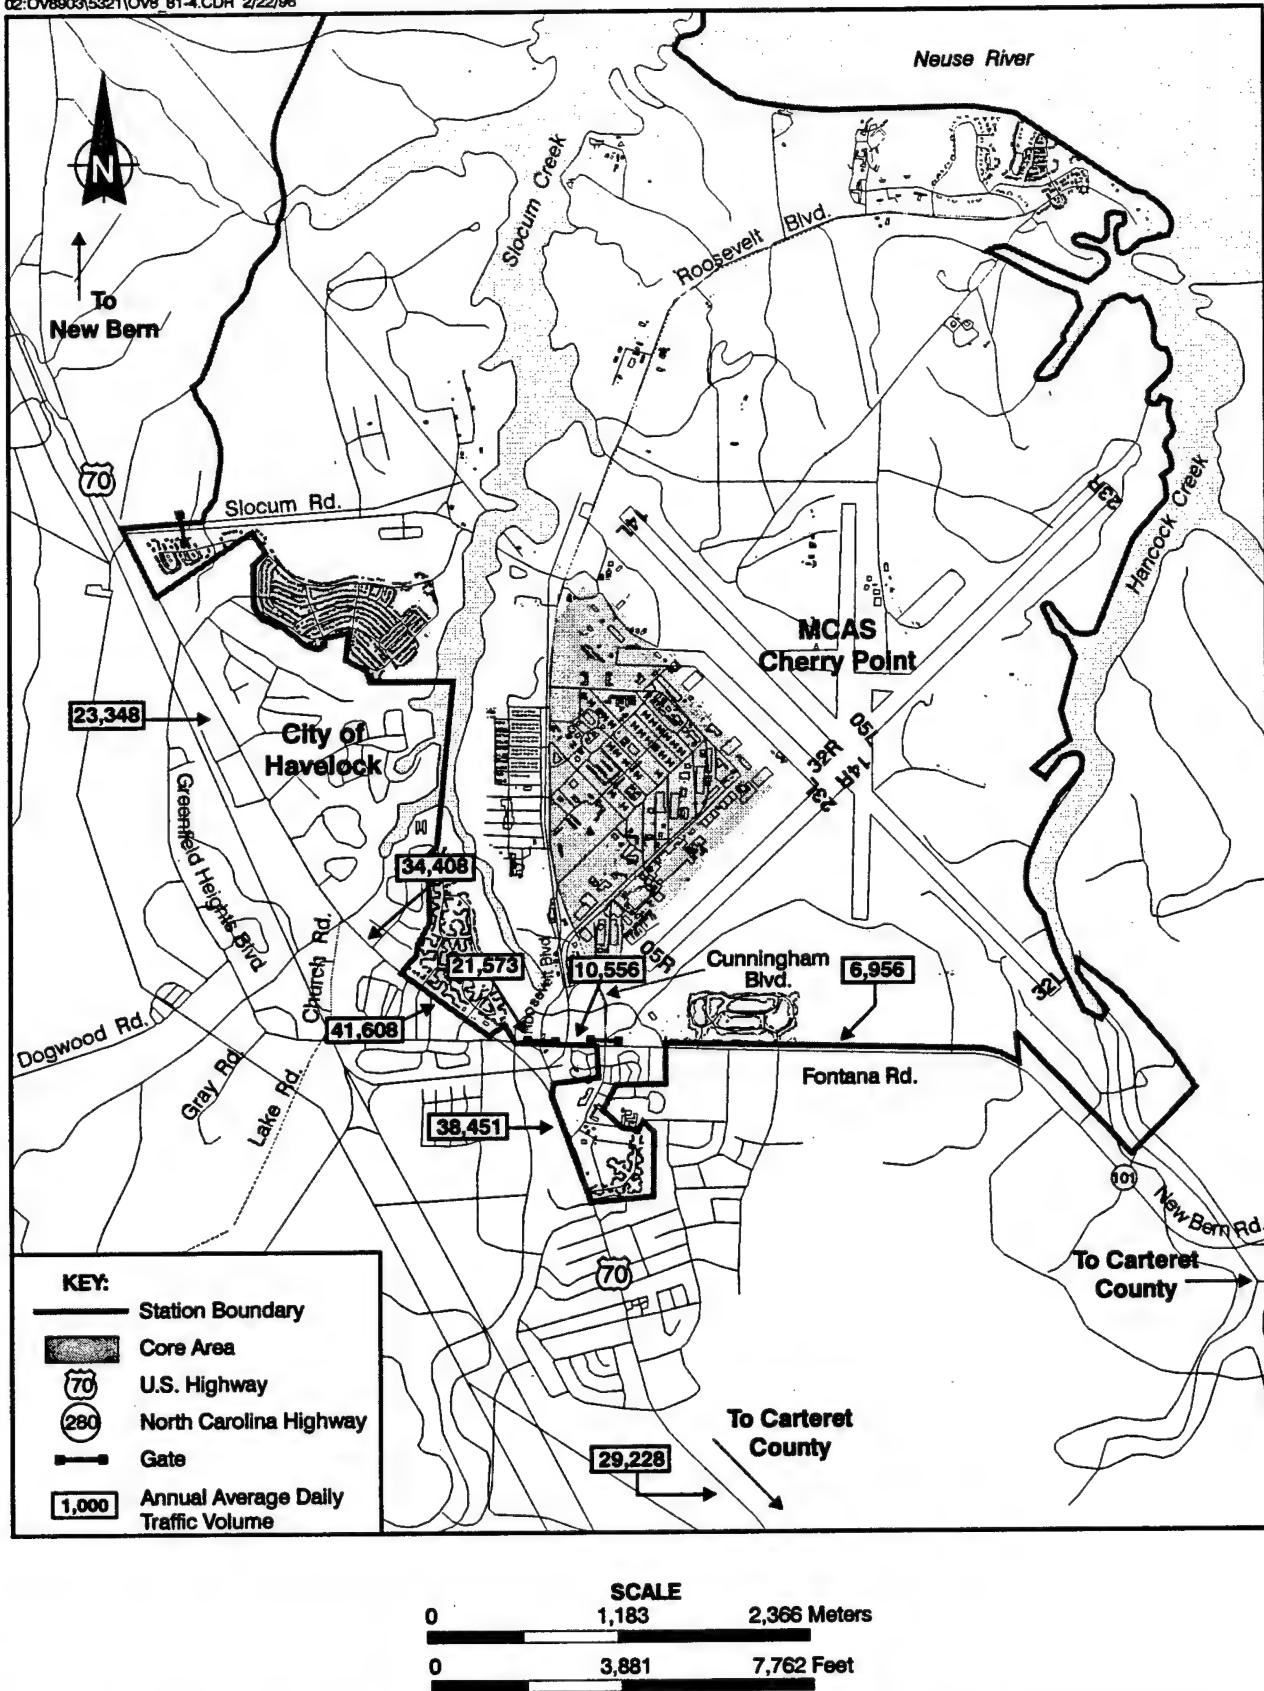 02:OV8903\5321\OV8_81-4.CDR 2/22/96
Neuse River
N
Slocum Creek
Roosevelt Blvd.
To
New Bern
70
Slocum Rd.
23R
14L
Hancock Creek
MCAS
Cherry Point
23,348
City of
Havelock
05L
32R
14R
23L
Greenfield Heights Blvd
34,408
Church Rd.
21,573
Roosevelt Blvd
10,556
05R
Cunningham
Blvd.
6,956
32L
41,608
Dogwood Rd.
Gray Rd.
Lake Rd.
Fontana Rd.
38,451
101
New Bern Rd.
To Carteret
County
70
KEY:
Station Boundary
Core Area
70 U.S. Highway
280 North Carolina Highway
Gate
1,000 Annual Average Daily
Traffic Volume
To Carteret
County
29,228
SCALE
0 1,183 2,366 Meters
0 3,881 7,762 Feet